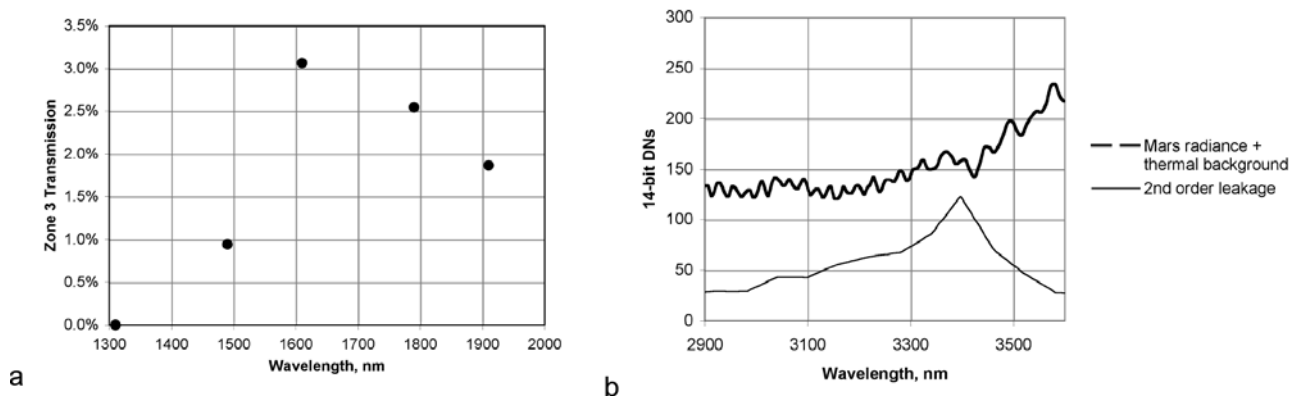 3.5%
3.0%
2.5%
2.0%
1.5%
1.0%
0.5%
0.0%
Zone 3 Transmission
1300 1400 1500 1600 1700 1800 1900 2000
Wavelength, nm
a
300
250
200
150
100
50
0
14-bit DNs
2900 3100 3300 3500
Wavelength, nm
b
Mars radiance +
thermal background
2nd order leakage